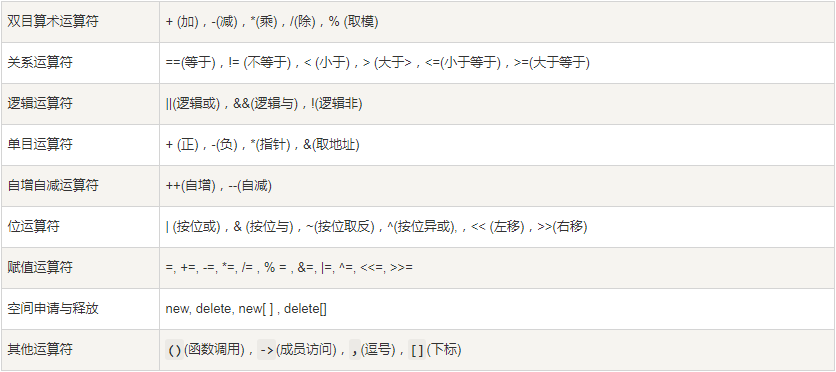 双目算术运算符 + (加)，-(减)，*(乘)，/(除)，% (取模)
关系运算符 ==(等于)，!= (不等于)，< (小于)，> (大于>，<=(小于等于)，>=(大于等于)
逻辑运算符 ||(逻辑或)，&&(逻辑与)，!(逻辑非)
单目运算符 + (正)，-(负)，*(指针)，&(取地址)
自增自减运算符 ++(自增)，--(自减)
位运算符 | (按位或)，& (按位与)，~(按位取反)，^(按位异或),，<< (左移)，>>(右移)
赋值运算符 =, +=, -=, *=, /= , % = , &=, |=, ^=, <<=, >>=
空间申请与释放 new, delete, new[ ] , delete[]
其他运算符 ()(函数调用)，->(成员访问)，,(逗号)，[](下标)